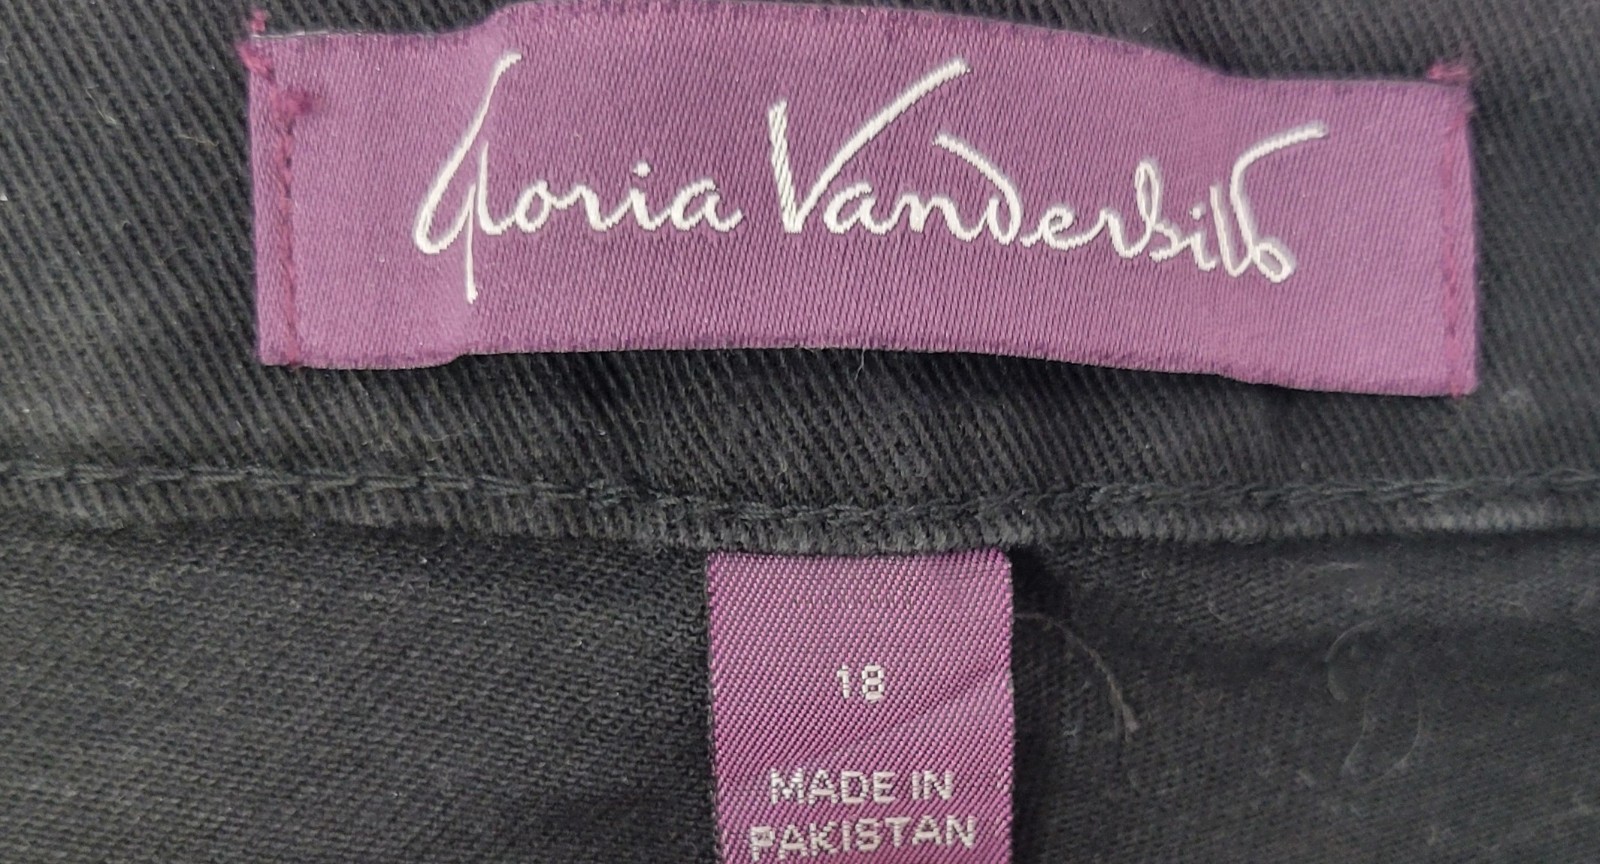 Gloria Vanderbilt
18
MADE IN
PAKISTAN